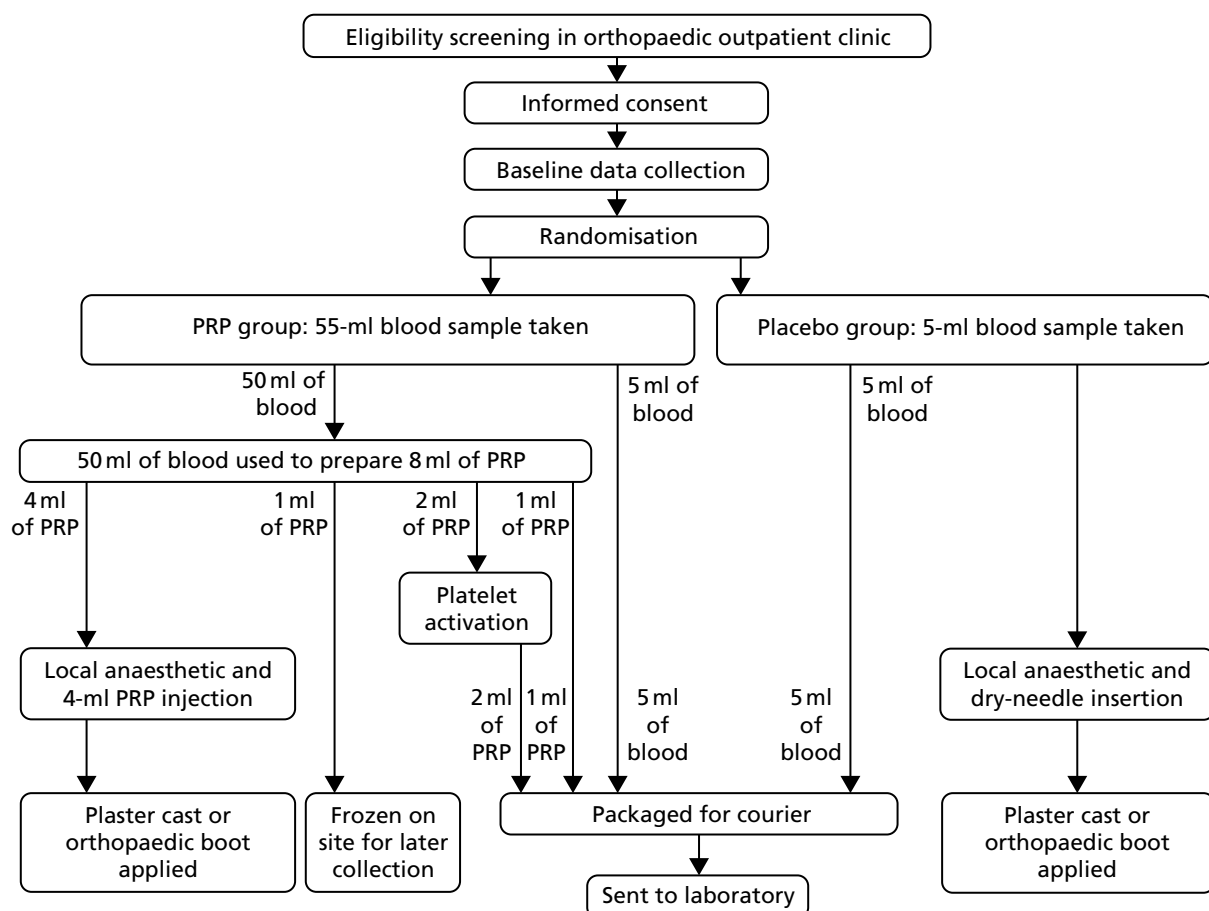 Eligibility screening in orthopaedic outpatient clinic
Informed consent
Baseline data collection
Randomisation
PRP group: 55-ml blood sample taken
Placebo group: 5-ml blood sample taken
50 ml of
blood
5 ml of
blood
5 ml of
blood
50 ml of blood used to prepare 8 ml of PRP
4 ml
of PRP
1 ml
of PRP
2 ml
of PRP
1 ml
of PRP
Platelet
activation
Local anaesthetic and
4-ml PRP injection
Local anaesthetic and
dry-needle insertion
2 ml
of
PRP
1 ml
of
PRP
5 ml
of
blood
5 ml
of
blood
Plaster cast or
orthopaedic boot
applied
Frozen on
site for later
collection
Packaged for courier
Plaster cast or
orthopaedic boot
applied
Sent to laboratory